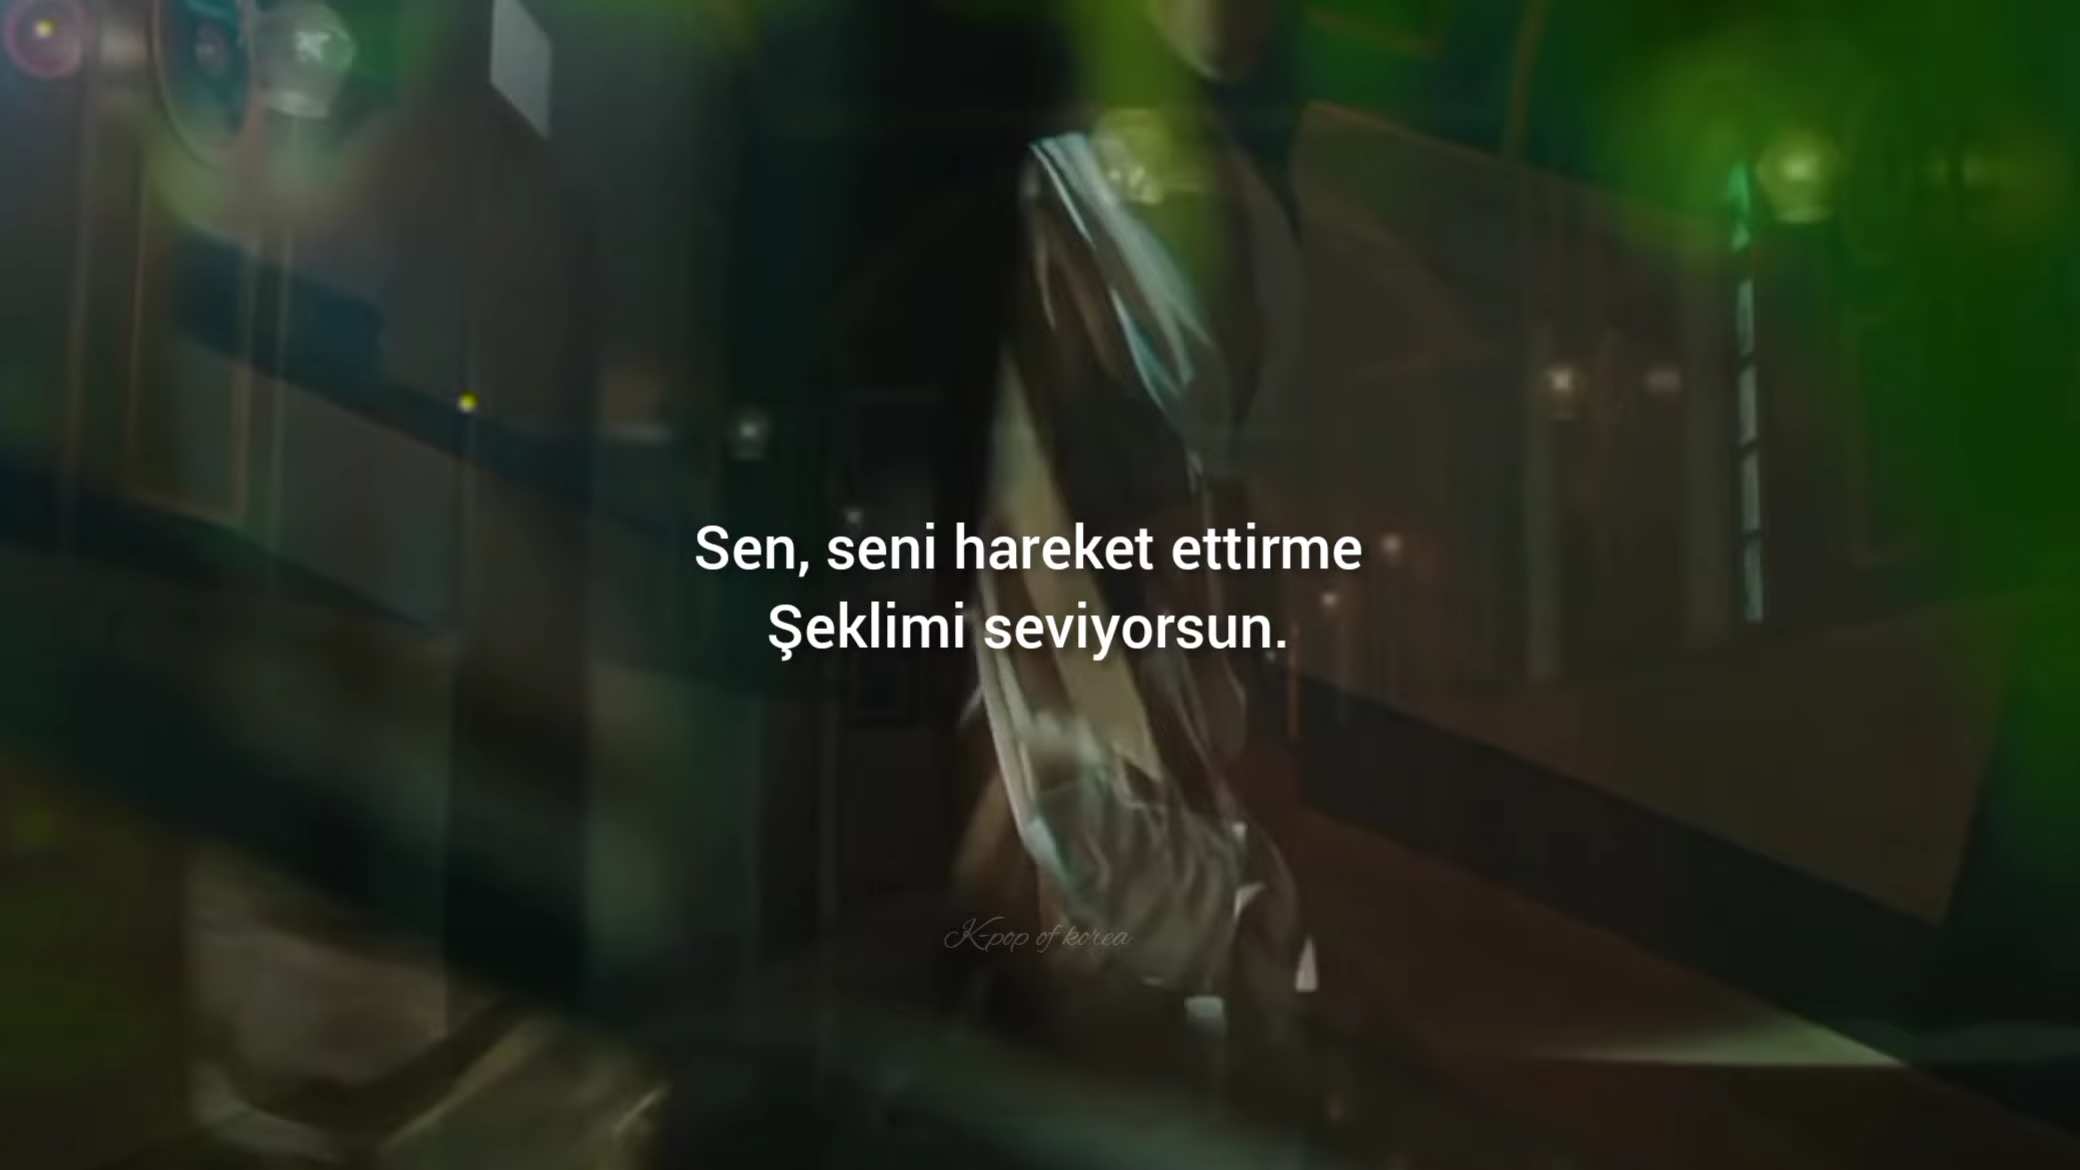 Sen, seni hareket ettirme
Şeklimi seviyorsun.
K-pop of korea